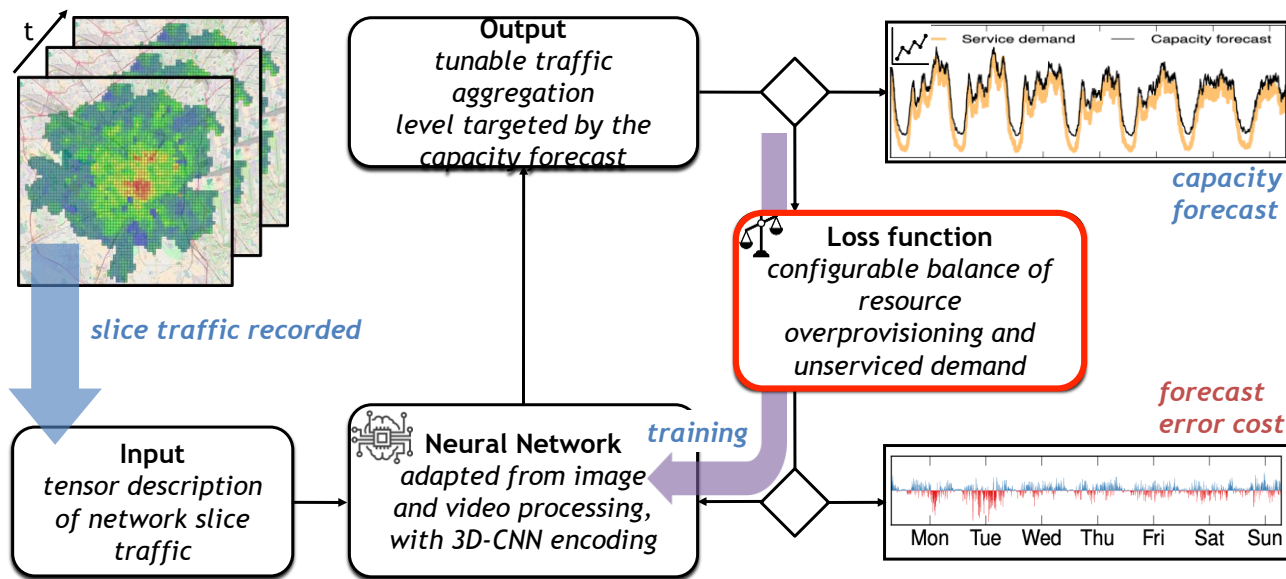 t
slice traffic recorded
Input
tensor description
of network slice
traffic
Output
tunable traffic
aggregation
level targeted by the
capacity forecast
Neural Network
adapted from image
and video processing,
with 3D-CNN encoding
training
Service demand
Capacity forecast
capacity
forecast
Loss function
configurable balance of
resource
overprovisioning and
unserviced demand
forecast
error cost
Mon Tue Wed Thu Fri Sat Sun